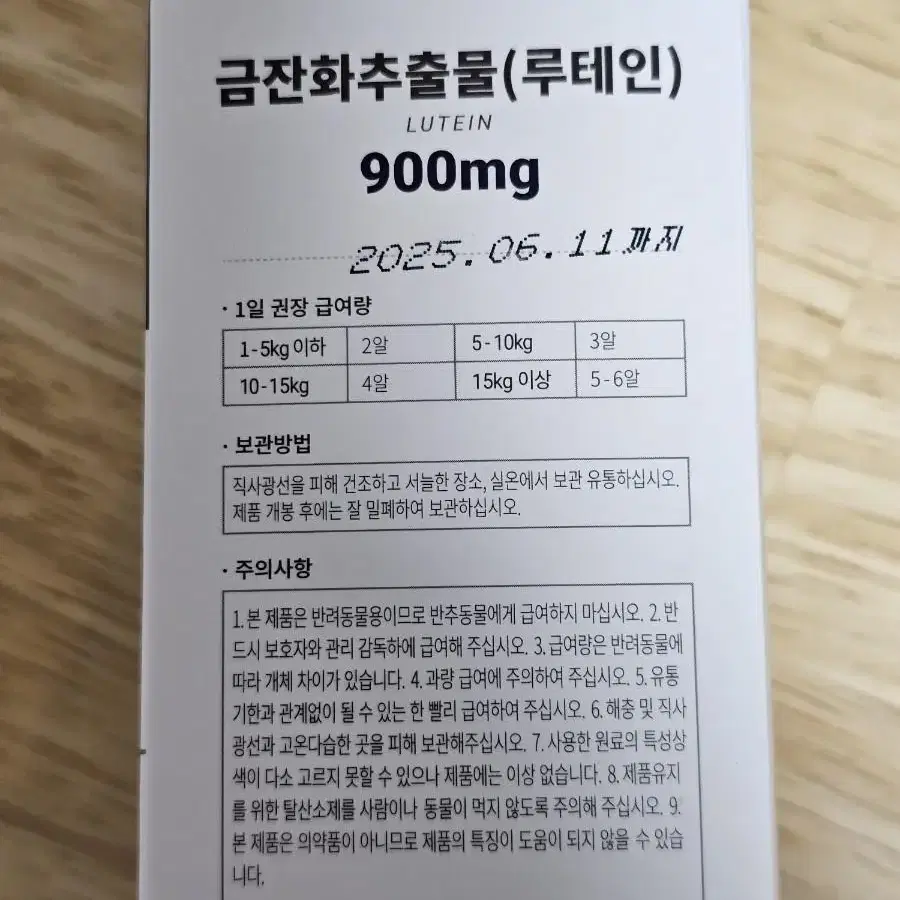 금잔화추출물(루테인)
LUTEIN
900mg
2025.06.11까지
· 1일 권장 급여량
1-5kg 이하 2알 5-10kg 3알
10-15kg 4알 15kg 이상 5-6알
· 보관방법
직사광선을 피해 건조하고 서늘한 장소, 실온에서 보관 유통하십시오.
제품 개봉 후에는 잘 밀폐하여 보관하십시오.
· 주의사항
1. 본 제품은 반려동물용이므로 반추동물에게 급여하지 마십시오. 2. 반
드시 보호자와 관리 감독하에 급여해 주십시오. 3. 급여량은 반려동물에
따라 개체 차이가 있습니다. 4. 과량 급여에 주의하여 주십시오. 5. 유통
기한과 관계없이 될 수 있는 한 빨리 급여하여 주십시오. 6. 해충 및 직사
광선과 고온다습한 곳을 피해 보관해주십시오. 7. 사용한 원료의 특성상
색이 다소 고르지 못할 수 있으나 제품에는 이상 없습니다. 8. 제품유지
를 위한 탈산소제를 사람이나 동물이 먹지 않도록 주의해 주십시오. 9.
본 제품은 의약품이 아니므로 제품의 특징이 도움이 되지 않을 수 있습
니다.